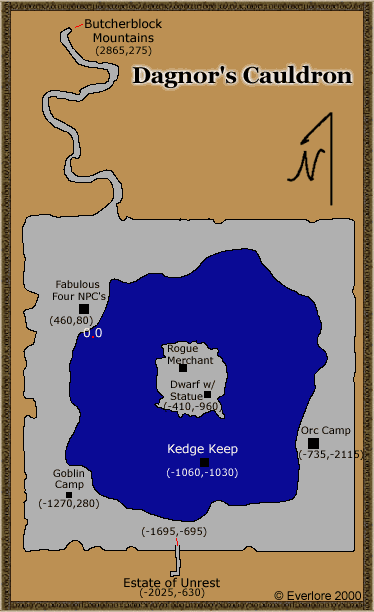 Butcherblock
Mountains
(2865,275)
Dagnor's Cauldron
N
Fabulous
Four NPC's
(460,80)
0.0
Rogue
Merchant
Dwarf w/
Statue
(-410,-960)
Orc Camp
(-735,-2115)
Kedge Keep
(-1060,-1030)
Goblin
Camp
(-1270,280)
(-1695,-695)
Estate of Unrest
(-2025,-630)
© Everlore 2000